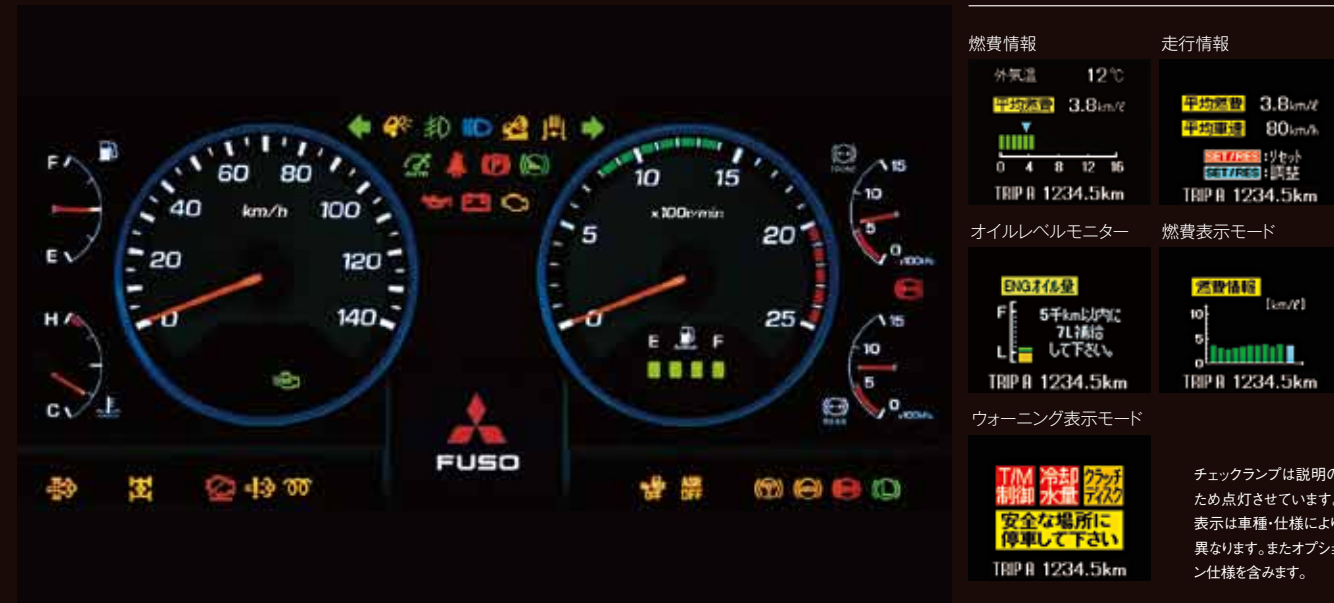 F
E
H
C
0
20
40
60
80
100
120
140
km/h
AUTO
0
5
10
15
20
25
×100r/min
E F
15
10
5
0
×100kPa
15
10
5
0
FUSO
燃費情報
外気温 12℃
平均燃費 3.8km/ℓ
0 4 8 12 16
TRIP A 1234.5km
走行情報
平均燃費 3.8km/ℓ
平均車速 80km/h
SET/RES:リセット
SET/RES:調整
TRIP A 1234.5km
オイルレベルモニター
ENGオイル量
F 5千km以内に
7L補給
L して下さい。
TRIP A 1234.5km
燃費表示モード
燃費情報
[km/ℓ]
10
5
0
TRIP A 1234.5km
ウォーニング表示モード
T/M 冷却 クラッチ
制御 水量 ディスク
安全な場所に
停車して下さい
TRIP A 1234.5km
チェックランプは説明の
ため点灯させています。
表示は車種・仕様により
異なります。またオプショ
ン仕様を含みます。